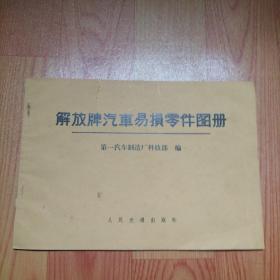 解放牌汽車易損零件图册
第一汽车制造厂科技部 編
人民交通出版社